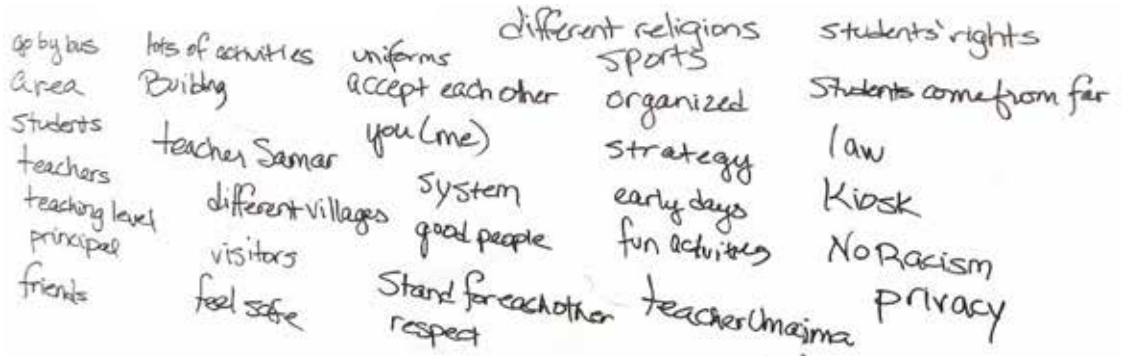 go by bus
area
students
teachers
teaching level
principal
friends
lots of activities
Building
teacher Samar
different villages
visitors
feel safe
uniforms
accept each other
you (me)
system
good people
Stand for each other
respect
different religions
sports
organized
strategy
early days
fun activities
teacher Umaima
students' rights
Students come from far
law
Kiosk
No Racism
privacy